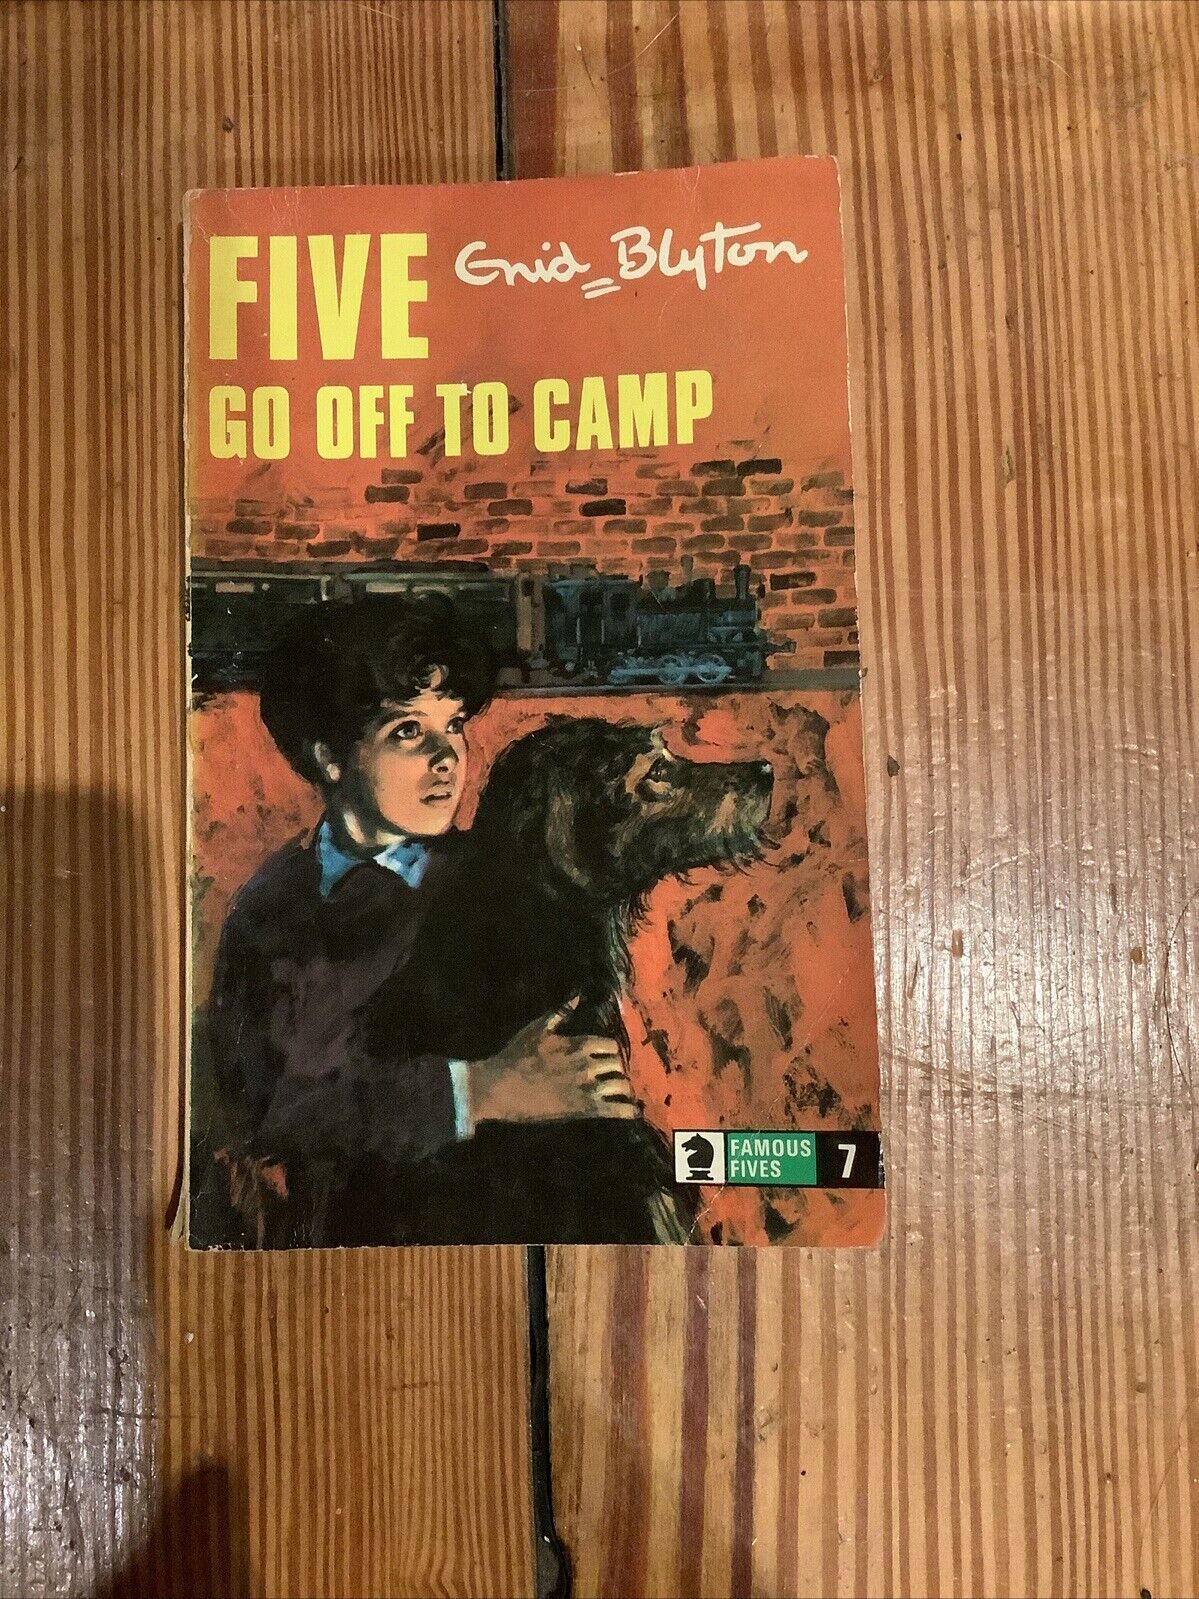 FIVE
Enid Blyton
GO OFF TO CAMP
FAMOUS
FIVES
7